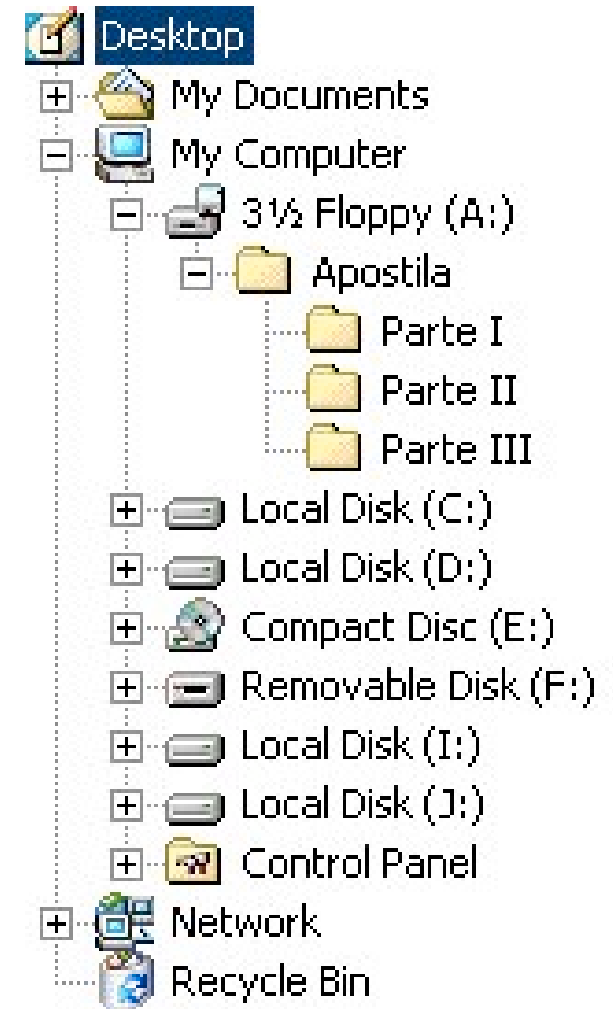 Desktop
My Documents
My Computer
3½ Floppy (A:)
Apostila
Parte I
Parte II
Parte III
Local Disk (C:)
Local Disk (D:)
Compact Disc (E:)
Removable Disk (F:)
Local Disk (I:)
Local Disk (J:)
Control Panel
Network
Recycle Bin